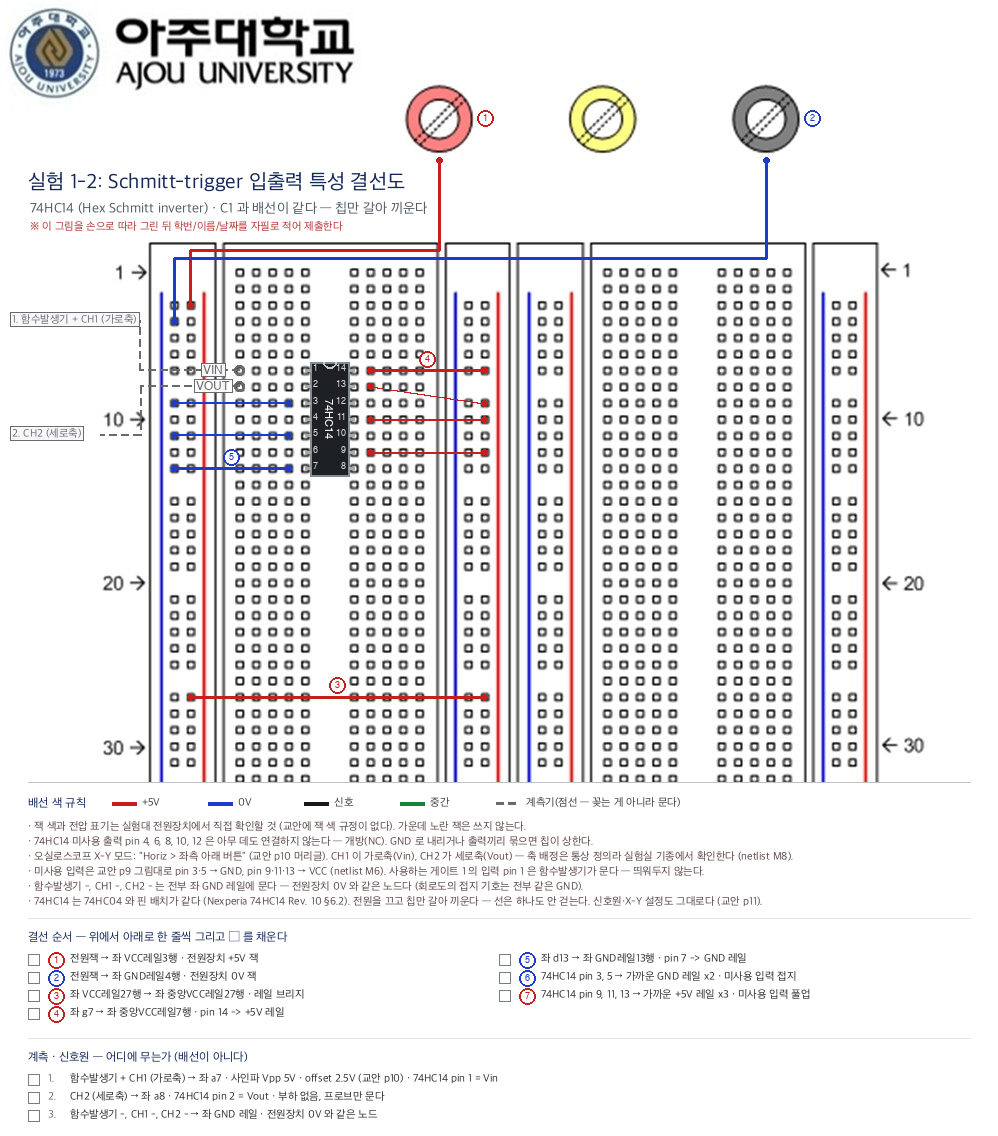 아주대학교
AJOU UNIVERSITY
아주대학교
1973
AJOU UNIVERSITY
1
2
실험 1-2: Schmitt-trigger 입출력 특성 결선도
74HC14 (Hex Schmitt inverter) · C1 과 배선이 같다 — 칩만 갈아 끼운다
※ 이 그림을 손으로 따라 그린 뒤 학번/이름/날짜를 자필로 적어 제출한다
1
1
1. 함수발생기 + CH1 (가로축)
4
VIN
VOUT
1 14
2 13
3 12
4 11
5 10
6 9
7 8
74HC14
10
10
2. CH2 (세로축)
5
20
20
3
30
30
배선 색 규칙 +5V 0V 신호 중간 계측기(점선 — 꽂는 게 아니라 문다)
· 잭 색과 전압 표기는 실험대 전원장치에서 직접 확인할 것 (교안에 잭 색 규정이 없다). 가운데 노란 잭은 쓰지 않는다.
· 74HC14 미사용 출력 pin 4, 6, 8, 10, 12 은 아무 데도 연결하지 않는다 — 개방(NC). GND 로 내리거나 출력끼리 묶으면 칩이 상한다.
· 오실로스코프 X-Y 모드: "Horiz > 좌측 아래 버튼" (교안 p10 머리글). CH1 이 가로축(Vin), CH2 가 세로축(Vout) — 축 배정은 통상 정의라 실험실 기종에서 확인한다 (netlist M8).
· 미사용 입력은 교안 p9 그림대로 pin 3·5→ GND, pin 9·11·13→ VCC (netlist M6). 사용하는 게이트 1의 입력 pin 1 은 함수발생기가 문다 — 띄워두지 않는다.
· 함수발생기 -, CH1 -, CH2 - 는 전부 좌 GND 레일에 문다 — 전원장치 0V 와 같은 노드다 (회로도의 접지 기호는 전부 같은 GND).
· 74HC14 는 74HC04 와 핀 배치가 같다 (Nexperia 74HC14 Rev. 10 §6.2). 전원을 끄고 칩만 갈아 끼운다 — 선은 하나도 안 걷는다. 신호원·X-Y 설정도 그대로다 (교안 p11).
결선 순서 — 위에서 아래로 한 줄씩 그리고 □ 를 채운다
1 전원잭→ 좌 VCC레일3행 · 전원장치 +5V 잭
2 전원잭→ 좌 GND레일4행 · 전원장치 0V 잭
3 좌 VCC레일27행→ 좌 중앙VCC레일27행 · 레일 브리지
4 좌 g7→ 좌 중앙VCC레일7행 · pin 14 -> +5V 레일
5 좌 d13→ 좌 GND레일13행 · pin 7 -> GND 레일
6 74HC14 pin 3, 5→ 가까운 GND 레일 x2 · 미사용 입력 접지
7 74HC14 pin 9, 11, 13→ 가까운 +5V 레일 x3 · 미사용 입력 풀업
계측 · 신호원 — 어디에 무는가 (배선이 아니다)
1. 함수발생기 + CH1 (가로축)→ 좌 a7 · 사인파 Vpp 5V · offset 2.5V (교안 p10) · 74HC14 pin 1 = Vin
2. CH2 (세로축)→ 좌 a8 · 74HC14 pin 2 = Vout · 부하 없음, 프로브만 문다
3. 함수발생기 -, CH1 -, CH2 -→ 좌 GND 레일 · 전원장치 0V 와 같은 노드